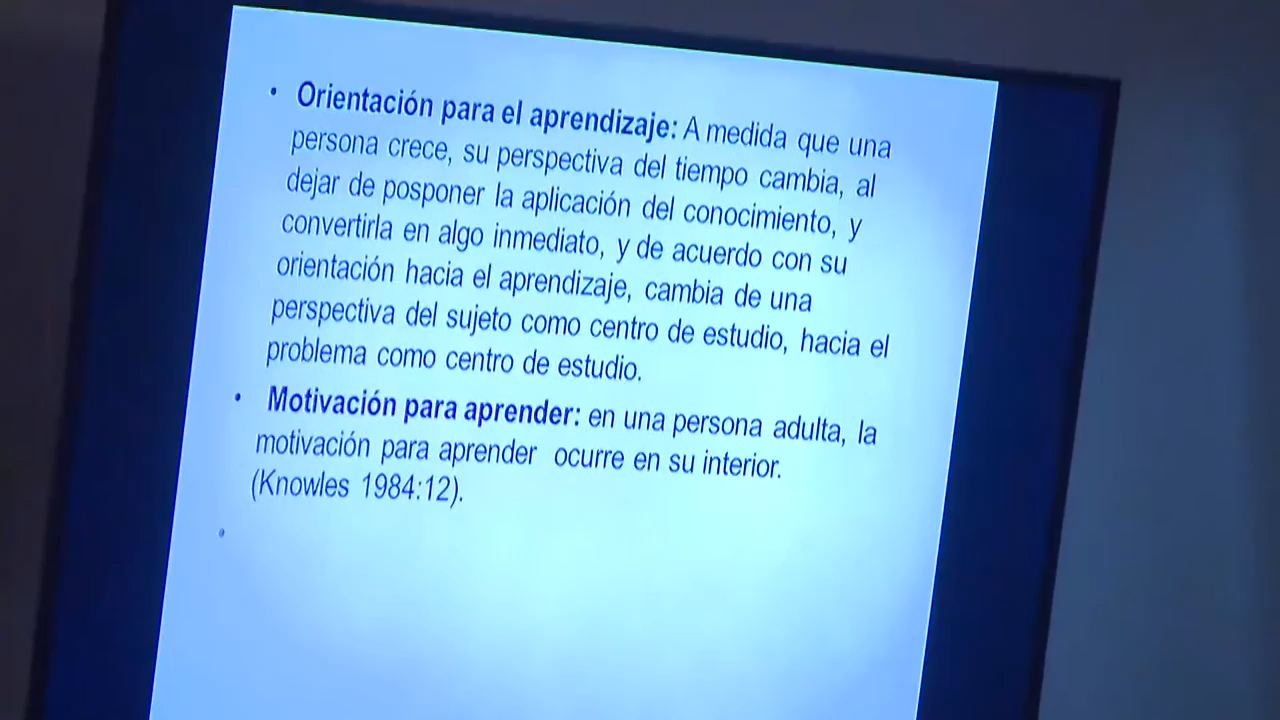 • Orientación para el aprendizaje: A medida que una
persona crece, su perspectiva del tiempo cambia, al
dejar de posponer la aplicación del conocimiento, y
convertirla en algo inmediato, y de acuerdo con su
orientación hacia el aprendizaje, cambia de una
perspectiva del sujeto como centro de estudio, hacia el
problema como centro de estudio.
• Motivación para aprender: en una persona adulta, la
motivación para aprender ocurre en su interior.
(Knowles 1984:12).
•